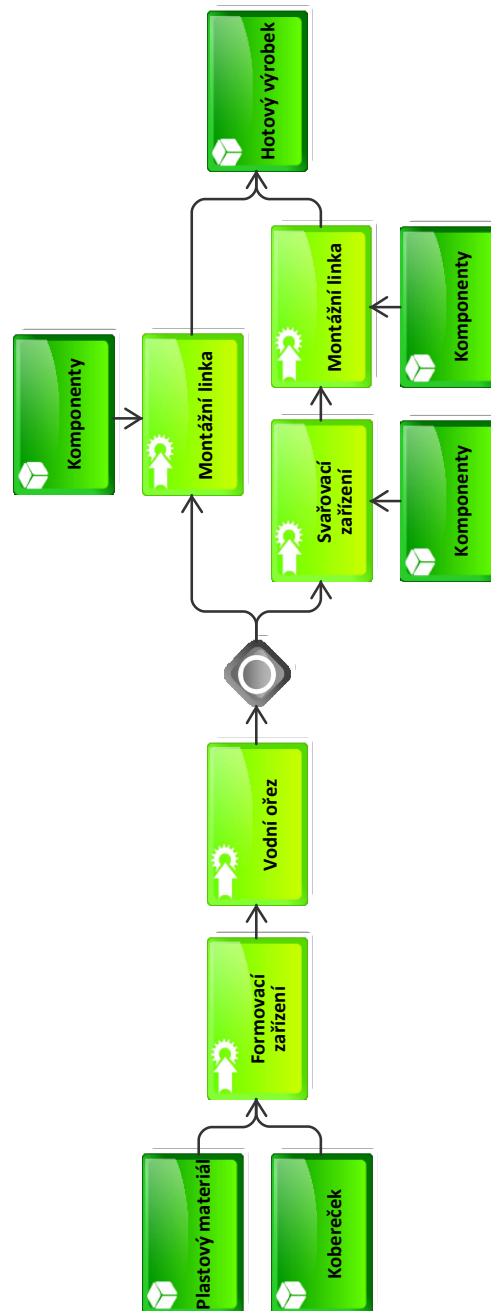 Plastový materiál
Kobereček
Formovací
zařízení
Vodní ořez
Komponenty
Montážní linka
Svařovací
zařízení
Komponenty
Montážní linka
Komponenty
Hotový výrobek